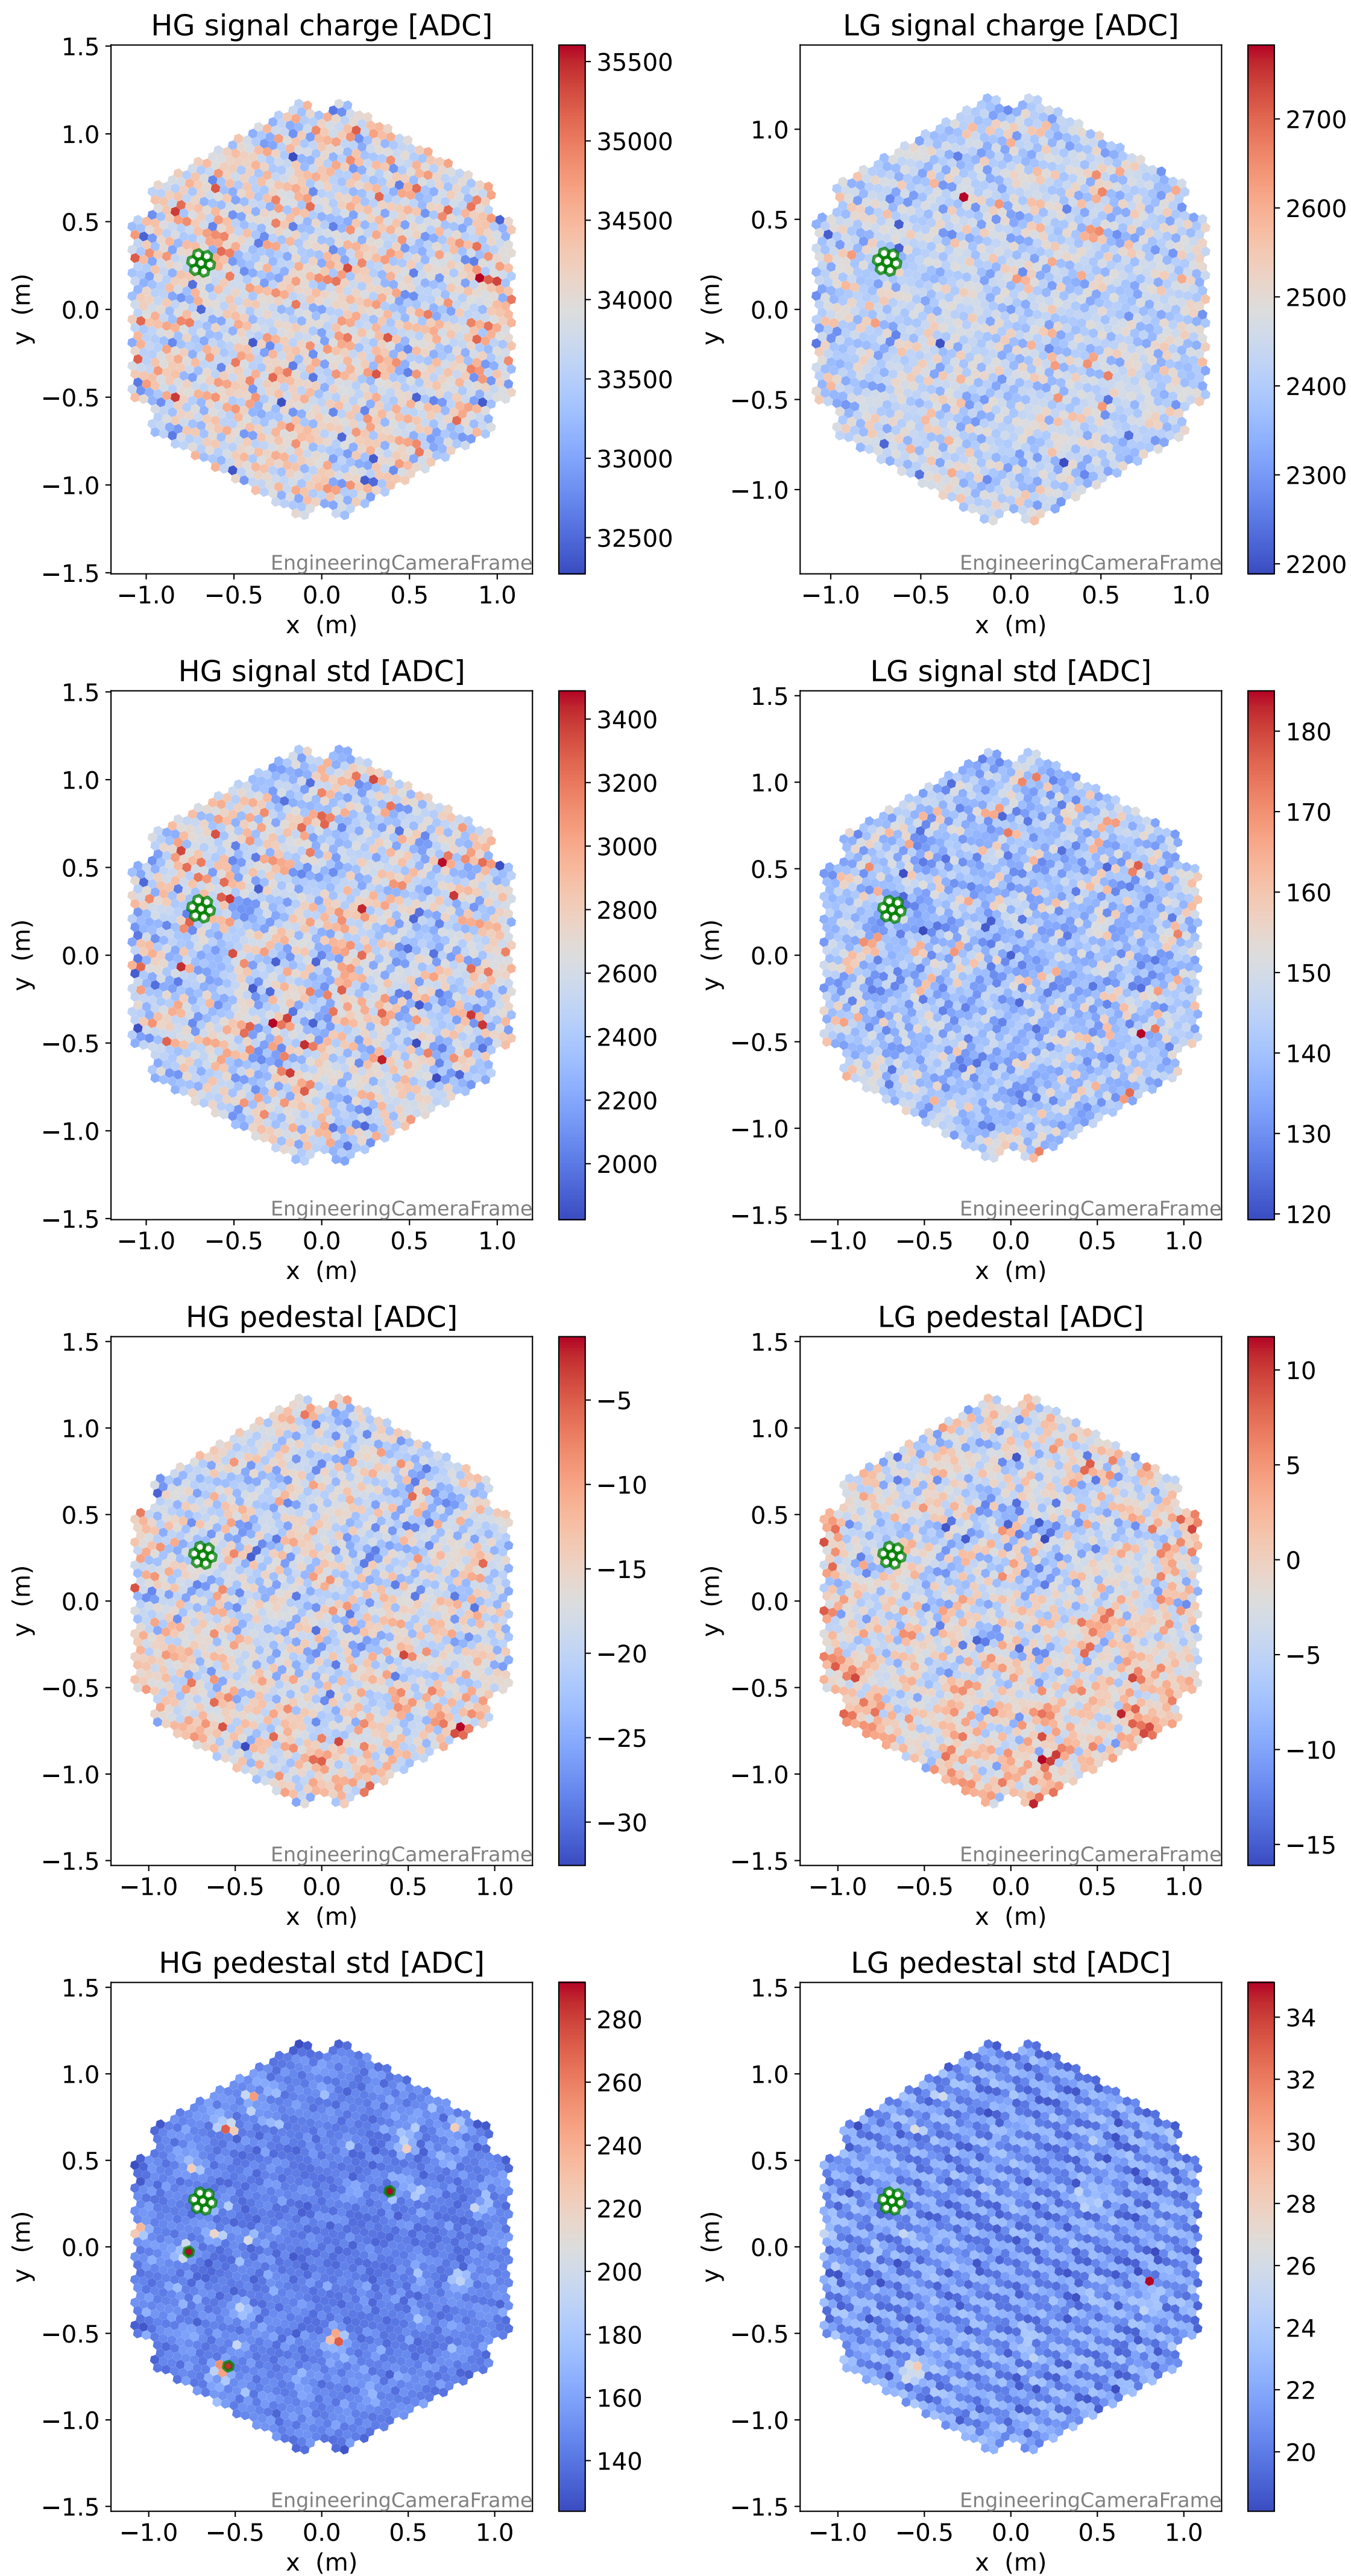 HG signal charge [ADC]
1.5
1.0
0.5
0.0
−0.5
−1.0
−1.5
y (m)
−1.0 −0.5 0.0 0.5 1.0
x (m)
EngineeringCameraFrame
35500
35000
34500
34000
33500
33000
32500
LG signal charge [ADC]
1.0
0.5
0.0
−0.5
−1.0
y (m)
−1.0 −0.5 0.0 0.5 1.0
x (m)
EngineeringCameraFrame
2700
2600
2500
2400
2300
2200
HG signal std [ADC]
1.5
1.0
0.5
0.0
−0.5
−1.0
−1.5
y (m)
−1.0 −0.5 0.0 0.5 1.0
x (m)
EngineeringCameraFrame
3400
3200
3000
2800
2600
2400
2200
2000
LG signal std [ADC]
1.5
1.0
0.5
0.0
−0.5
−1.0
−1.5
y (m)
−1.0 −0.5 0.0 0.5 1.0
x (m)
EngineeringCameraFrame
180
170
160
150
140
130
120
HG pedestal [ADC]
1.5
1.0
0.5
0.0
−0.5
−1.0
−1.5
y (m)
−1.0 −0.5 0.0 0.5 1.0
x (m)
EngineeringCameraFrame
−5
−10
−15
−20
−25
−30
LG pedestal [ADC]
1.5
1.0
0.5
0.0
−0.5
−1.0
−1.5
y (m)
−1.0 −0.5 0.0 0.5 1.0
x (m)
EngineeringCameraFrame
10
5
0
−5
−10
−15
HG pedestal std [ADC]
1.5
1.0
0.5
0.0
−0.5
−1.0
−1.5
y (m)
−1.0 −0.5 0.0 0.5 1.0
x (m)
EngineeringCameraFrame
280
260
240
220
200
180
160
140
LG pedestal std [ADC]
1.5
1.0
0.5
0.0
−0.5
−1.0
−1.5
y (m)
−1.0 −0.5 0.0 0.5 1.0
x (m)
EngineeringCameraFrame
34
32
30
28
26
24
22
20